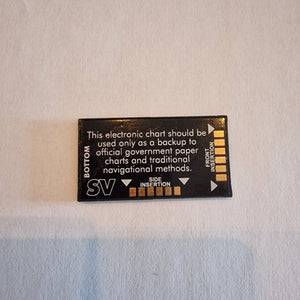 This electronic chart should be
used only as a backup to
official government paper
charts and traditional
navigational methods.
BOTTOM
SV
SIDE
INSERTION
FRONT
INSERTION